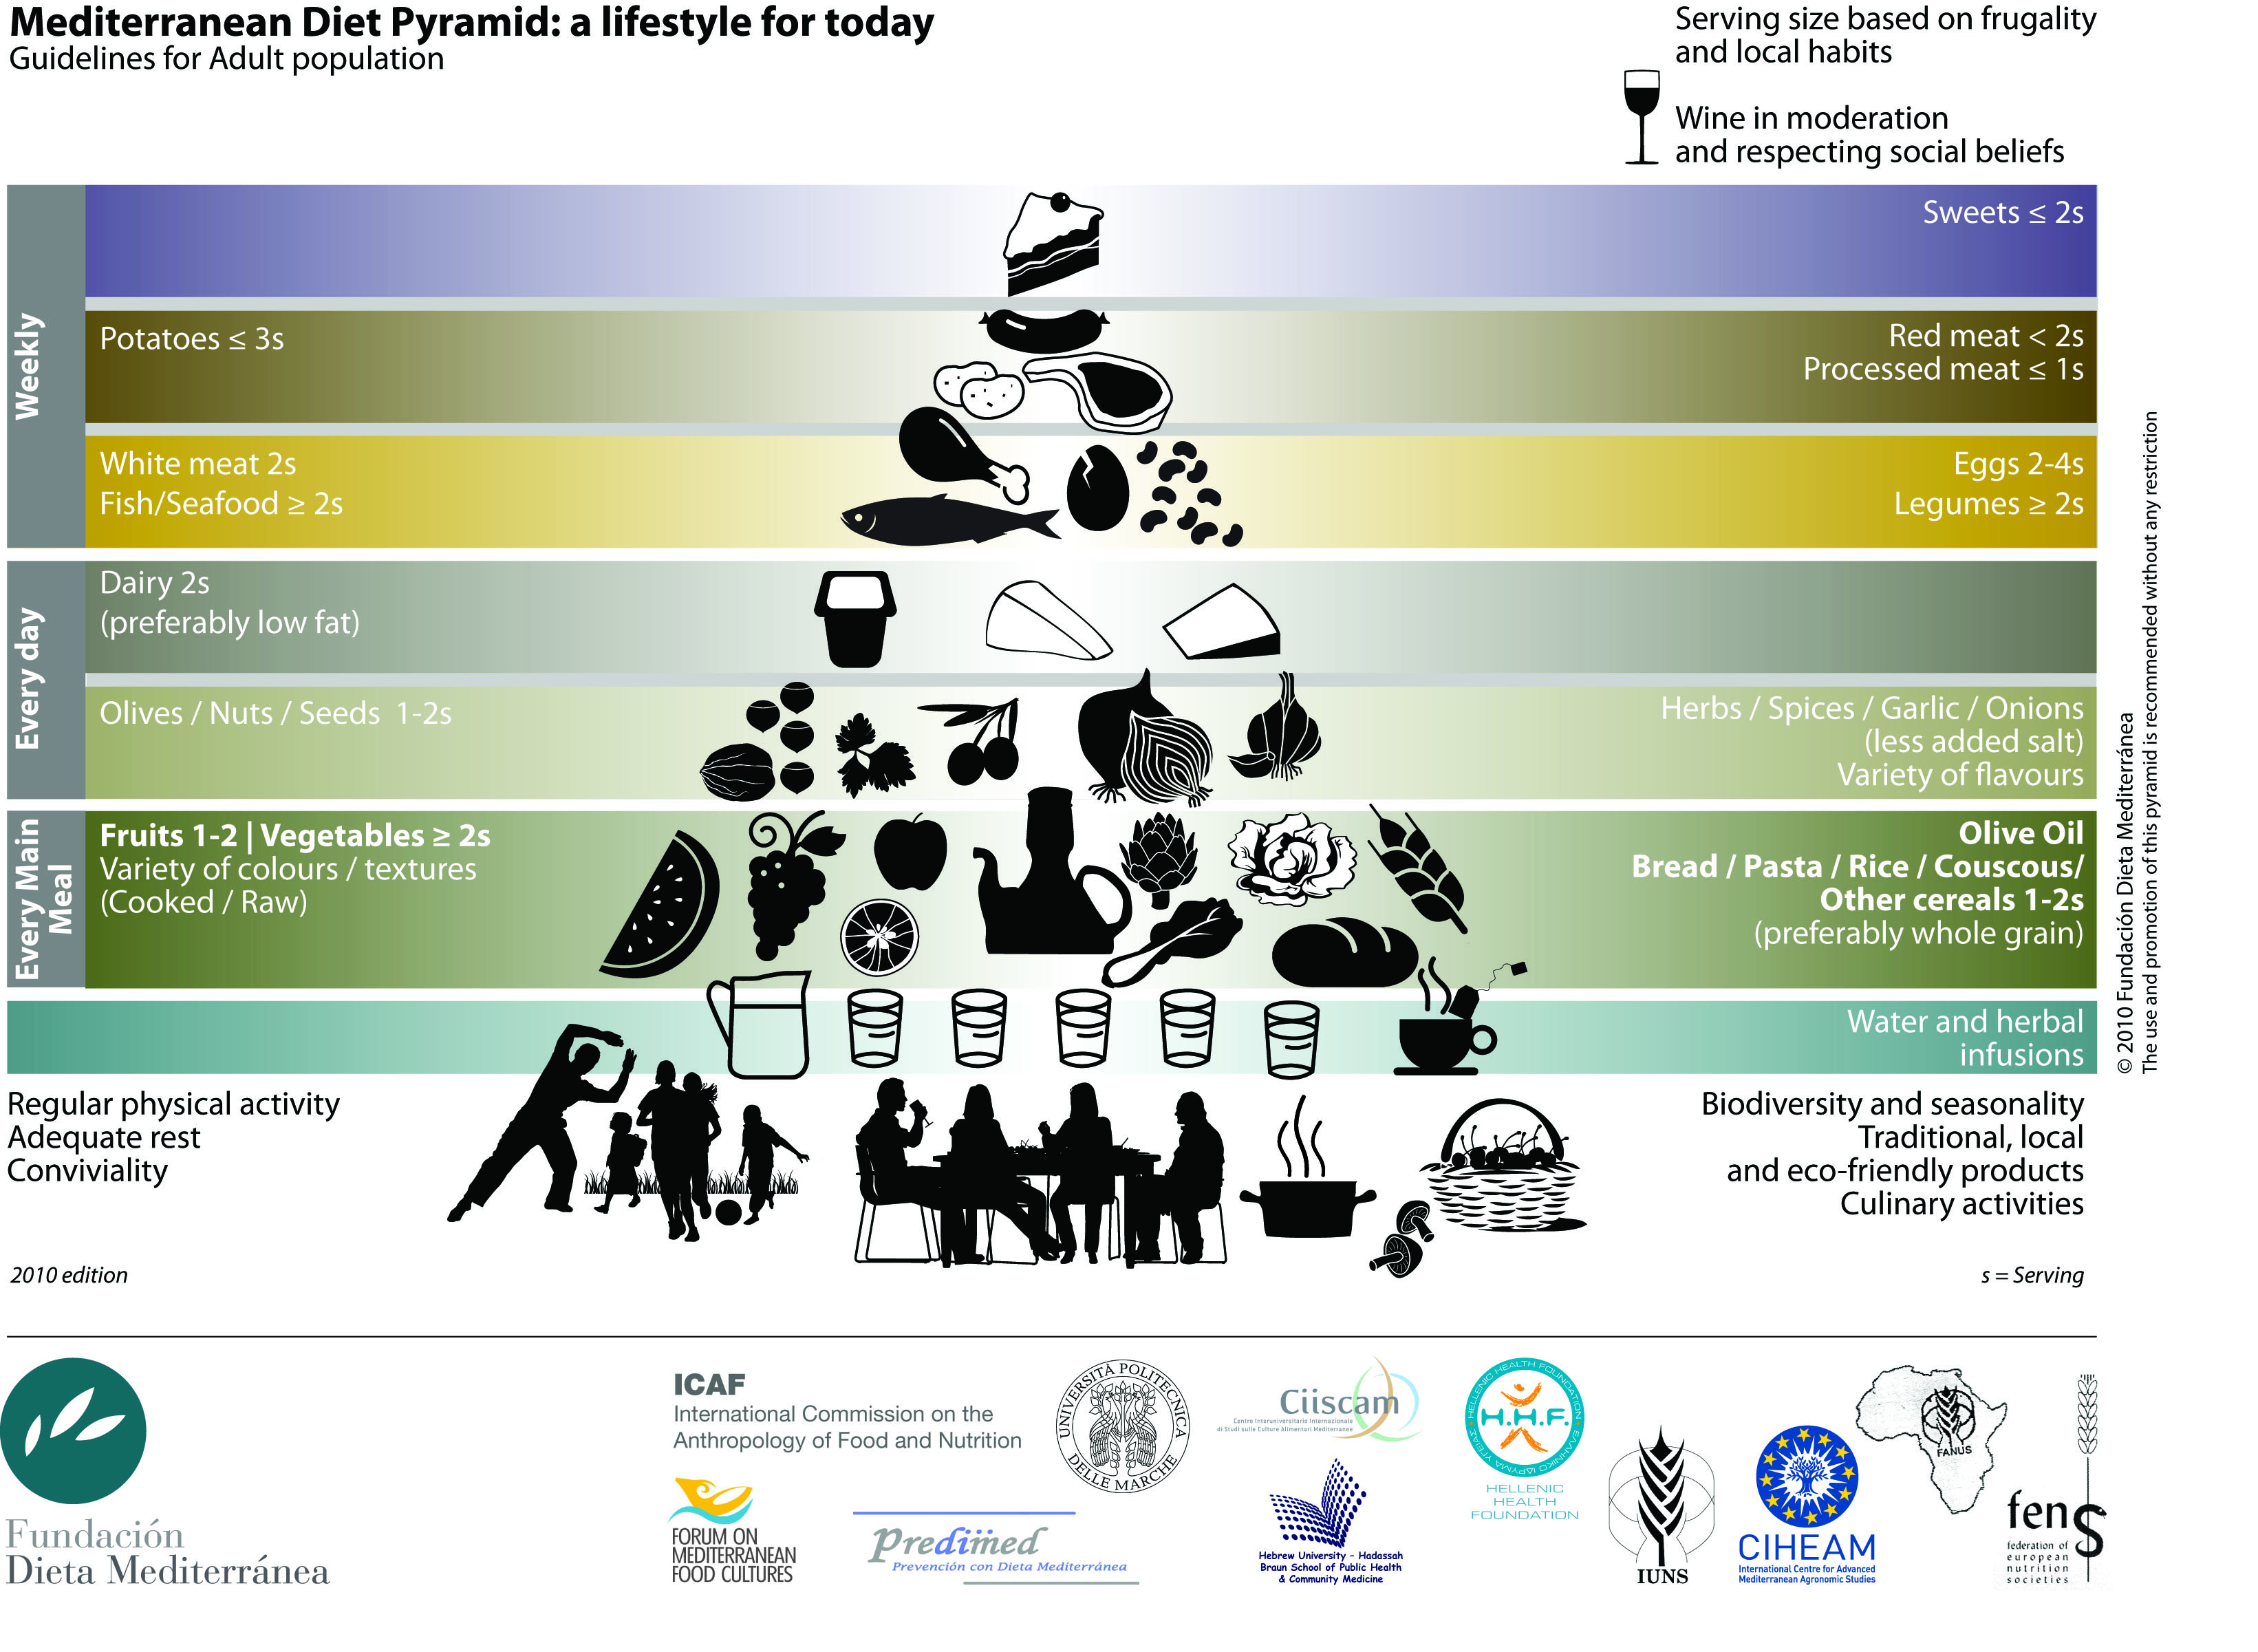 Mediterranean Diet Pyramid: a lifestyle for today
Guidelines for Adult population
Serving size based on frugality
and local habits
Wine in moderation
and respecting social beliefs
Weekly
Sweets ≤ 2s
Potatoes ≤ 3s
Red meat < 2s
Processed meat ≤ 1s
White meat 2s
Fish/Seafood ≥ 2s
Eggs 2-4s
Legumes ≥ 2s
Every day
Dairy 2s
(preferably low fat)
Olives / Nuts / Seeds 1-2s
Herbs / Spices / Garlic / Onions
(less added salt)
Variety of flavours
Every Main
Meal
Fruits 1-2 | Vegetables ≥ 2s
Variety of colours / textures
(Cooked / Raw)
Olive Oil
Bread / Pasta / Rice / Couscous/
Other cereals 1-2s
(preferably whole grain)
Water and herbal
infusions
Regular physical activity
Adequate rest
Conviviality
Biodiversity and seasonality
Traditional, local
and eco-friendly products
Culinary activities
2010 edition
s = Serving
© 2010 Fundación Dieta Mediterránea
The use and promotion of this pyramid is recommended without any restriction
Fundación
Dieta Mediterránea
ICAF
International Commission on the
Anthropology of Food and Nutrition
FORUM ON
MEDITERRANEAN
FOOD CULTURES
Predimed
Prevención con Dieta Mediterránea
UNIVERSITÀ POLITECNICA
DELLE MARCHE
Ciiscam
Centro Interuniversitario Internazionale
di Studi sulle Culture Alimentari Mediterranee
Hebrew University - Hadassah
Braun School of Public Health
& Community Medicine
HELLENIC HEALTH FOUNDATION
ΕΛΛΗΝΙΚΟ ΙΔΡΥΜΑ ΥΓΕΙΑΣ
H.H.F.
HELLENIC
HEALTH
FOUNDATION
IUNS
CIHEAM
International Centre for Advanced
Mediterranean Agronomic Studies
FANUS
fens
federation of
european
nutrition
societies